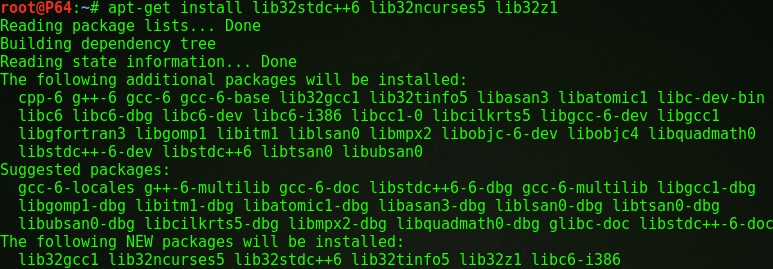 root@P64:~# apt-get install lib32stdc++6 lib32ncurses5 lib32z1
Reading package lists... Done
Building dependency tree
Reading state information... Done
The following additional packages will be installed:
cpp-6 g++-6 gcc-6 gcc-6-base lib32gcc1 lib32tinfo5 libasan3 libatomic1 libc-dev-bin
libc6 libc6-dbg libc6-dev libc6-i386 libcc1-0 libcilkrts5 libgcc-6-dev libgcc1
libgfortran3 libgomp1 libitm1 liblsan0 libmpx2 libobjc-6-dev libobjc4 libquadmath0
libstdc++-6-dev libstdc++6 libtsan0 libubsan0
Suggested packages:
gcc-6-locales g++-6-multilib gcc-6-doc libstdc++6-6-dbg gcc-6-multilib libgcc1-dbg
libgomp1-dbg libitm1-dbg libatomic1-dbg libasan3-dbg liblsan0-dbg libtsan0-dbg
libubsan0-dbg libcilkrts5-dbg libmpx2-dbg libquadmath0-dbg glibc-doc libstdc++-6-doc
The following NEW packages will be installed:
lib32gcc1 lib32ncurses5 lib32stdc++6 lib32tinfo5 lib32z1 libc6-i386